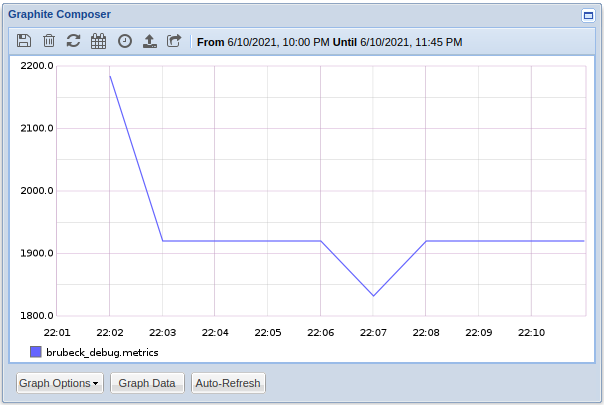 Graphite Composer
From 6/10/2021, 10:00 PM Until 6/10/2021, 11:45 PM
2200.0
2100.0
2000.0
1900.0
1800.0
22:01 22:02 22:03 22:04 22:05 22:06 22:07 22:08 22:09 22:10
brubeck_debug.metrics
Graph Options Graph Data Auto-Refresh